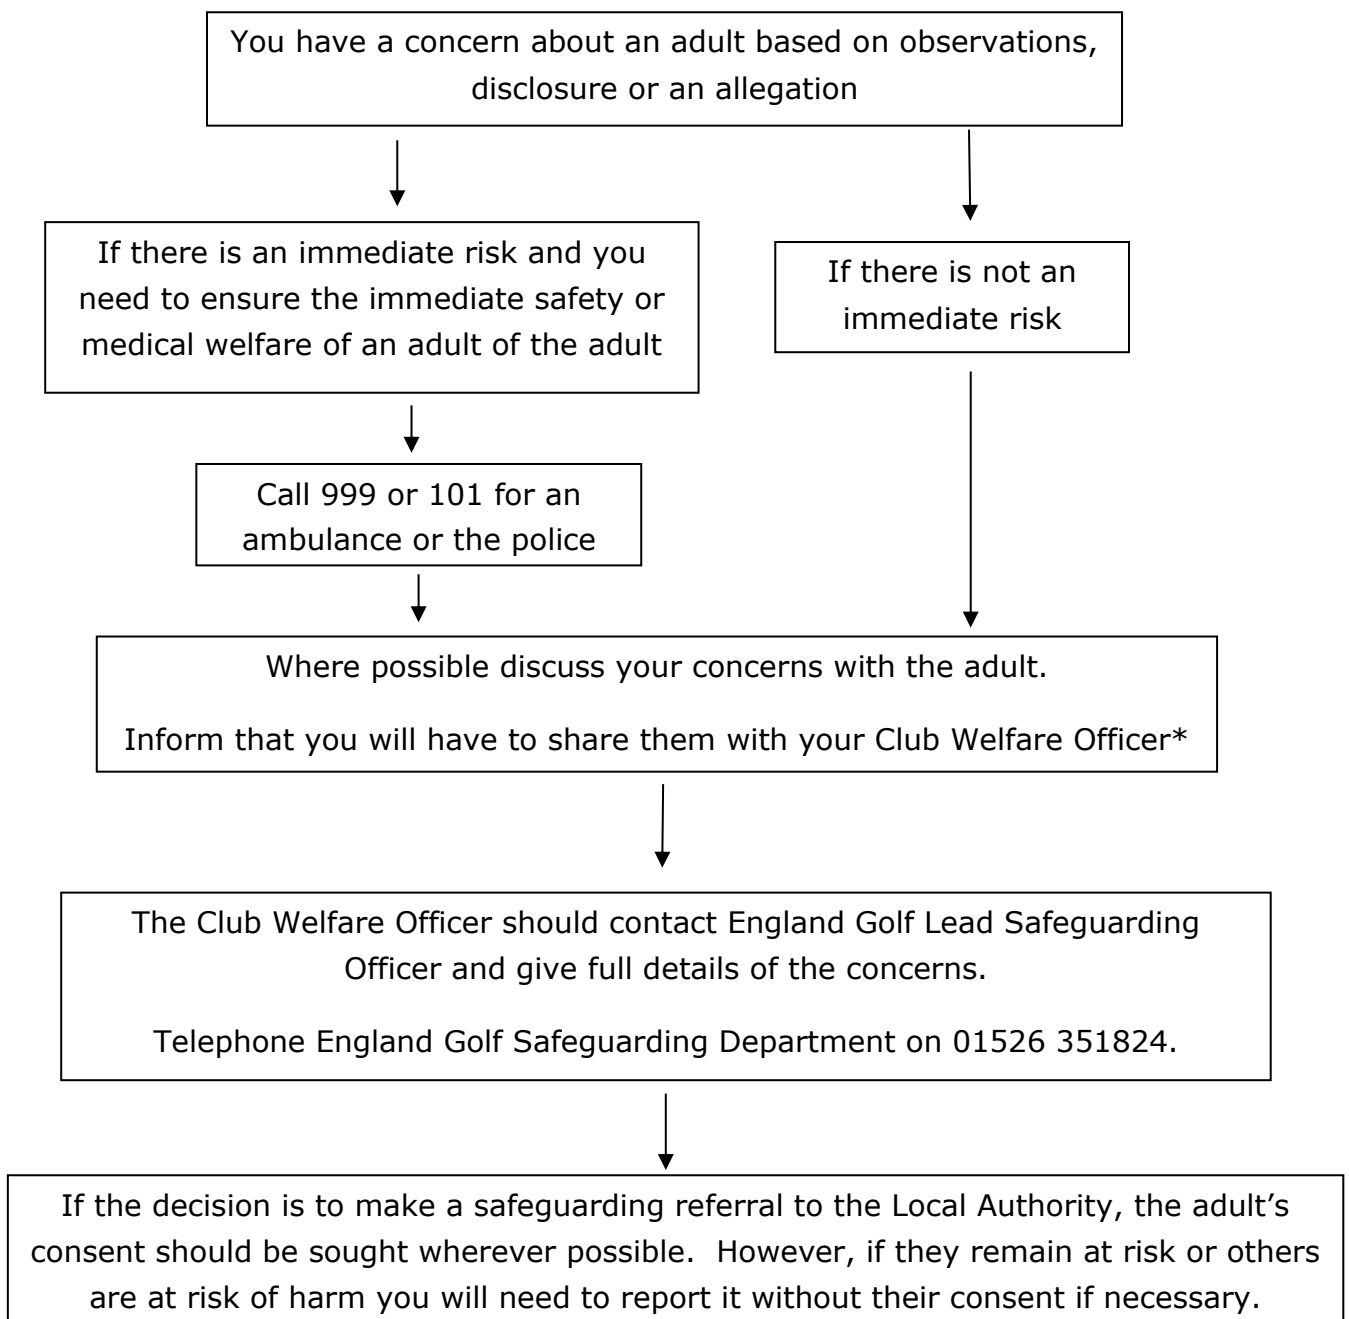 You have a concern about an adult based on observations,
disclosure or an allegation
If there is an immediate risk and you
need to ensure the immediate safety or
medical welfare of an adult of the adult
If there is not an
immediate risk
Call 999 or 101 for an
ambulance or the police
Where possible discuss your concerns with the adult.
Inform that you will have to share them with your Club Welfare Officer*
The Club Welfare Officer should contact England Golf Lead Safeguarding
Officer and give full details of the concerns.
Telephone England Golf Safeguarding Department on 01526 351824.
If the decision is to make a safeguarding referral to the Local Authority, the adult’s
consent should be sought wherever possible.  However, if they remain at risk or others
are at risk of harm you will need to report it without their consent if necessary.